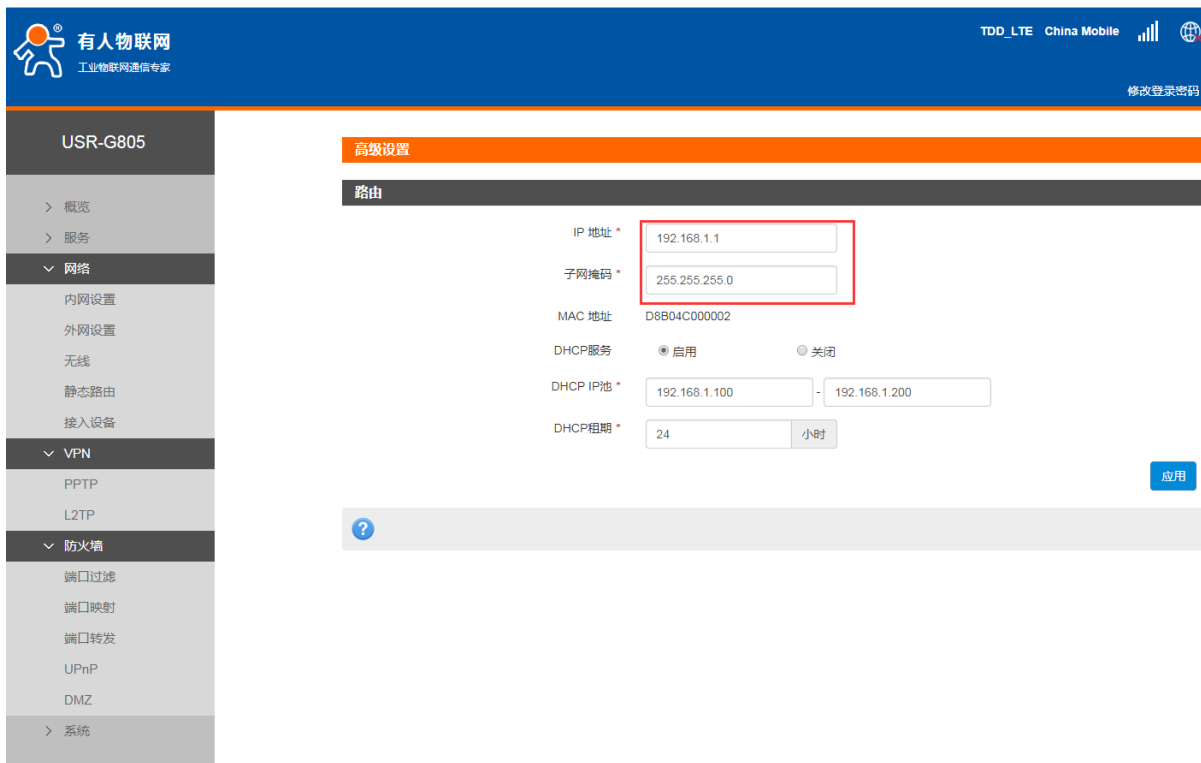 有人物联网
®
工业物联网通信专家
TDD_LTE China Mobile
修改登录密码
USR-G805
概览
服务
网络
内网设置
外网设置
无线
静态路由
接入设备
VPN
PPTP
L2TP
防火墙
端口过滤
端口映射
端口转发
UPnP
DMZ
系统
高级设置
路由
IP 地址 * 192.168.1.1
子网掩码 * 255.255.255.0
MAC 地址 D8B04C000002
DHCP服务 启用 关闭
DHCP IP池 * 192.168.1.100 - 192.168.1.200
DHCP租期 * 24 小时
应用
?